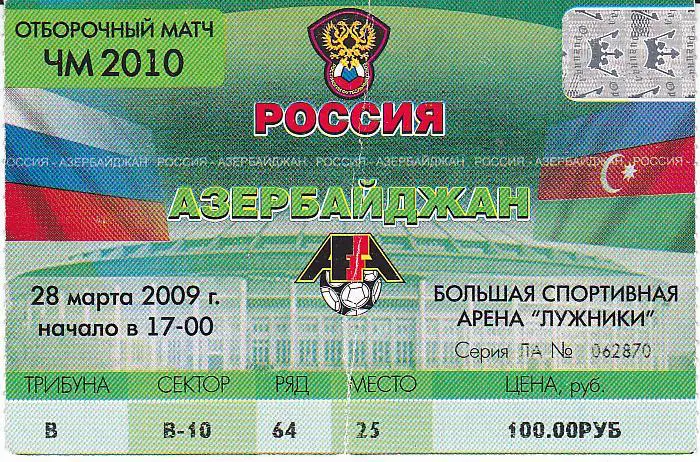 ОТБОРОЧНЫЙ МАТЧ
ЧМ 2010
РОССИЯ
РОССИЯ - АЗЕРБАЙДЖАН РОССИЯ - АЗЕРБАЙДЖАН РОССИЯ - АЗЕРБАЙДЖАН РОССИЯ - АЗЕРБАЙДЖАН
АЗЕРБАЙДЖАН
AFFA
28 марта 2009 г.
начало в 17-00
БОЛЬШАЯ СПОРТИВНАЯ
АРЕНА "ЛУЖНИКИ"
Серия ЛА № 062870
ТРИБУНА СЕКТОР РЯД МЕСТО ЦЕНА, руб.
B B-10 64 25 100.00РУБ